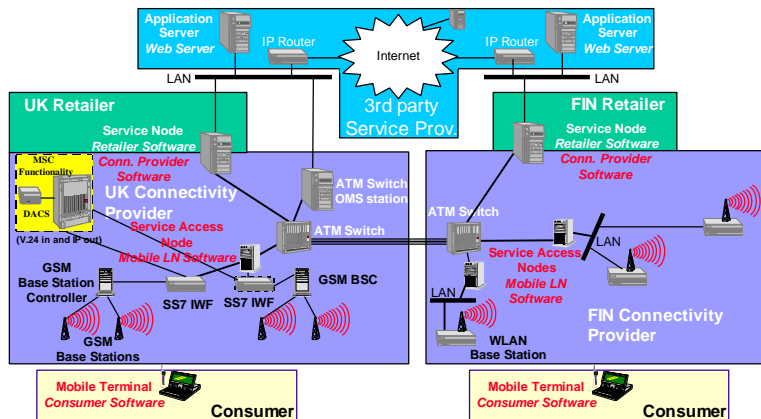 Application
Server
Web Server
IP Router
Internet
IP Router
Application
Server
Web Server
LAN
LAN
3rd party
Service Prov.
UK Retailer
FIN Retailer
Service Node
Retailer Software
Conn. Provider
Software
Service Node
Retailer Software
Conn. Provider
Software
MSC
Functionality
DACS
(V.24 in and IP out)
UK Connectivity
Provider
ATM Switch
OMS station
Service Access
Node
Mobile LN Software
ATM Switch
ATM Switch
LAN
Service Access
Nodes
Mobile LN
Software
GSM
Base Station
Controller
SS7 IWF
SS7 IWF
GSM BSC
LAN
GSM
Base Stations
WLAN
Base Station
FIN Connectivity
Provider
Mobile Terminal
Consumer Software
Consumer
Mobile Terminal
Consumer Software
Consumer